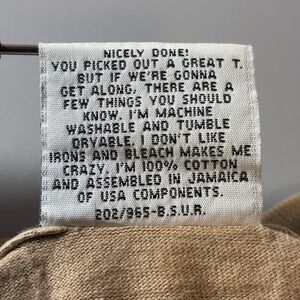 NICELY DONE!
YOU PICKED OUT A GREAT T.
BUT IF WE'RE GONNA
GET ALONG, THERE ARE A
FEW THINGS YOU SHOULD
KNOW. I'M MACHINE
WASHABLE AND TUMBLE
DRYABLE. I DON'T LIKE
IRONS AND BLEACH MAKES ME
CRAZY. I'M 100% COTTON
AND ASSEMBLED IN JAMAICA
OF USA COMPONENTS.
202/965-B.S.U.R.